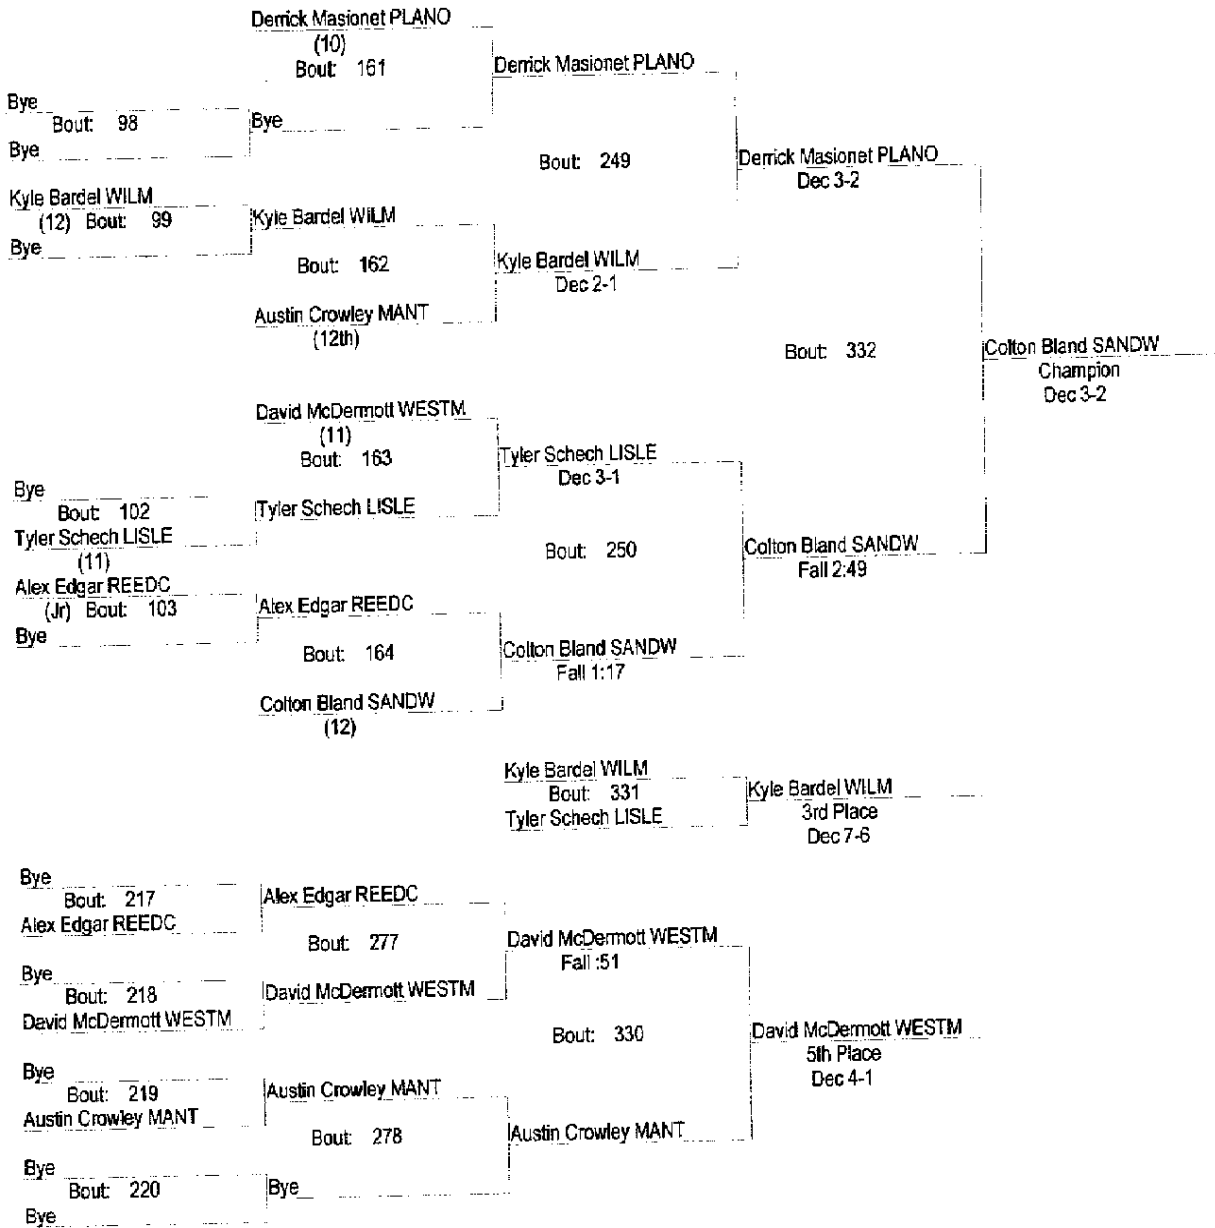 Derrick Masionet PLANO
(10)
Bout: 161
Derrick Masionet PLANO
Bye
Bout: 98
Bye
Bye
Bout: 249
Derrick Masionet PLANO
Dec 3-2
Kyle Bardel WILM
(12) Bout: 99
Kyle Bardel WILM
Bye
Bout: 162
Kyle Bardel WILM
Dec 2-1
Austin Crowley MANT
(12th)
Bout: 332
Colton Bland SANDW
Champion
Dec 3-2
David McDermott WESTM
(11)
Bout: 163
Tyler Schech LISLE
Dec 3-1
Bye
Bout: 102
Tyler Schech LISLE
Tyler Schech LISLE
(11)
Bout: 250
Colton Bland SANDW
Fall 2:49
Alex Edgar REEDC
(Jr) Bout: 103
Alex Edgar REEDC
Bye
Bout: 164
Colton Bland SANDW
Fall 1:17
Colton Bland SANDW
(12)
Kyle Bardel WILM
Bout: 331
Tyler Schech LISLE
Kyle Bardel WILM
3rd Place
Dec 7-6
Bye
Bout: 217
Alex Edgar REEDC
Alex Edgar REEDC
Bout: 277
David McDermott WESTM
Fall :51
Bye
Bout: 218
David McDermott WESTM
David McDermott WESTM
Bout: 330
David McDermott WESTM
5th Place
Dec 4-1
Bye
Bout: 219
Austin Crowley MANT
Austin Crowley MANT
Bout: 278
Austin Crowley MANT
Bye
Bout: 220
Bye
Bye